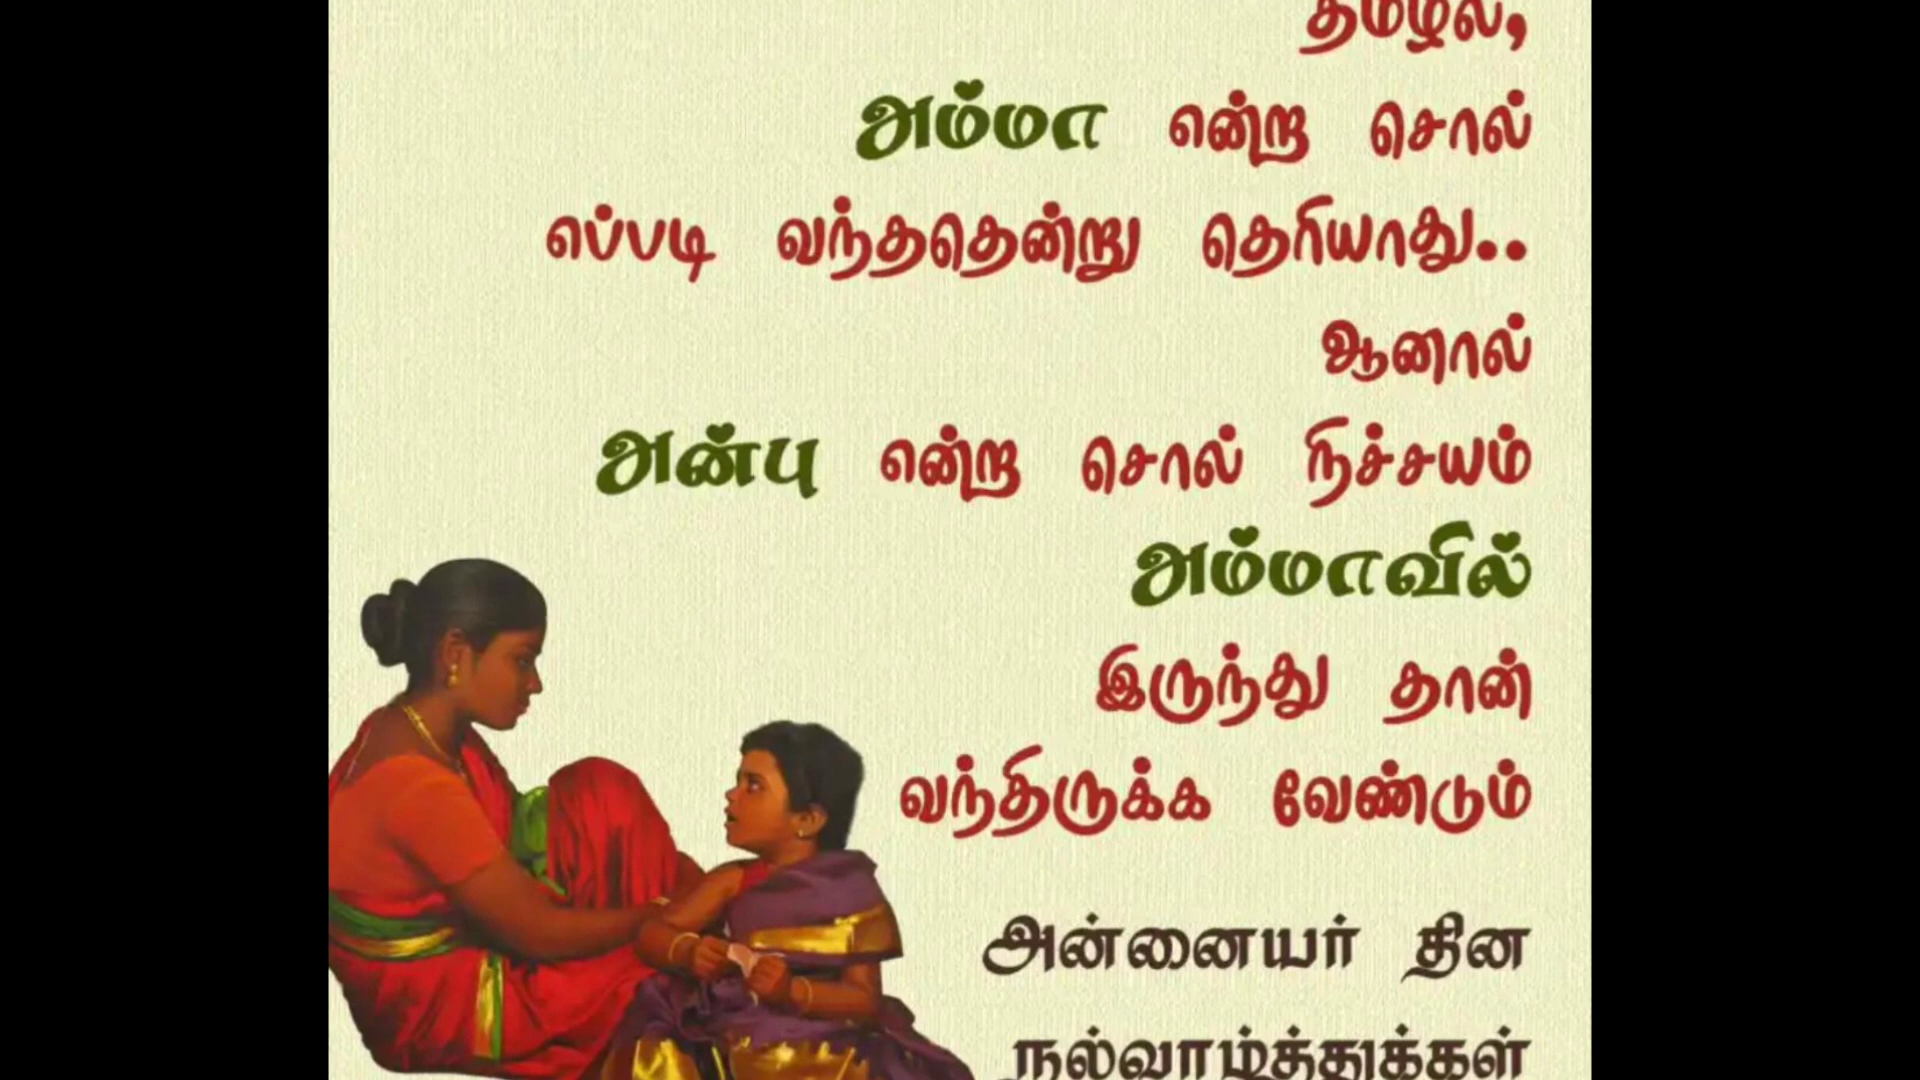 தமிழில்,
அம்மா என்ற சொல்
எப்படி வந்ததென்று தெரியாது..
ஆனால்
அன்பு என்ற சொல் நிச்சயம்
அம்மாவில்
இருந்து தான்
வந்திருக்க வேண்டும்
அன்னையர் தின
நல்வாழ்த்துக்கள்